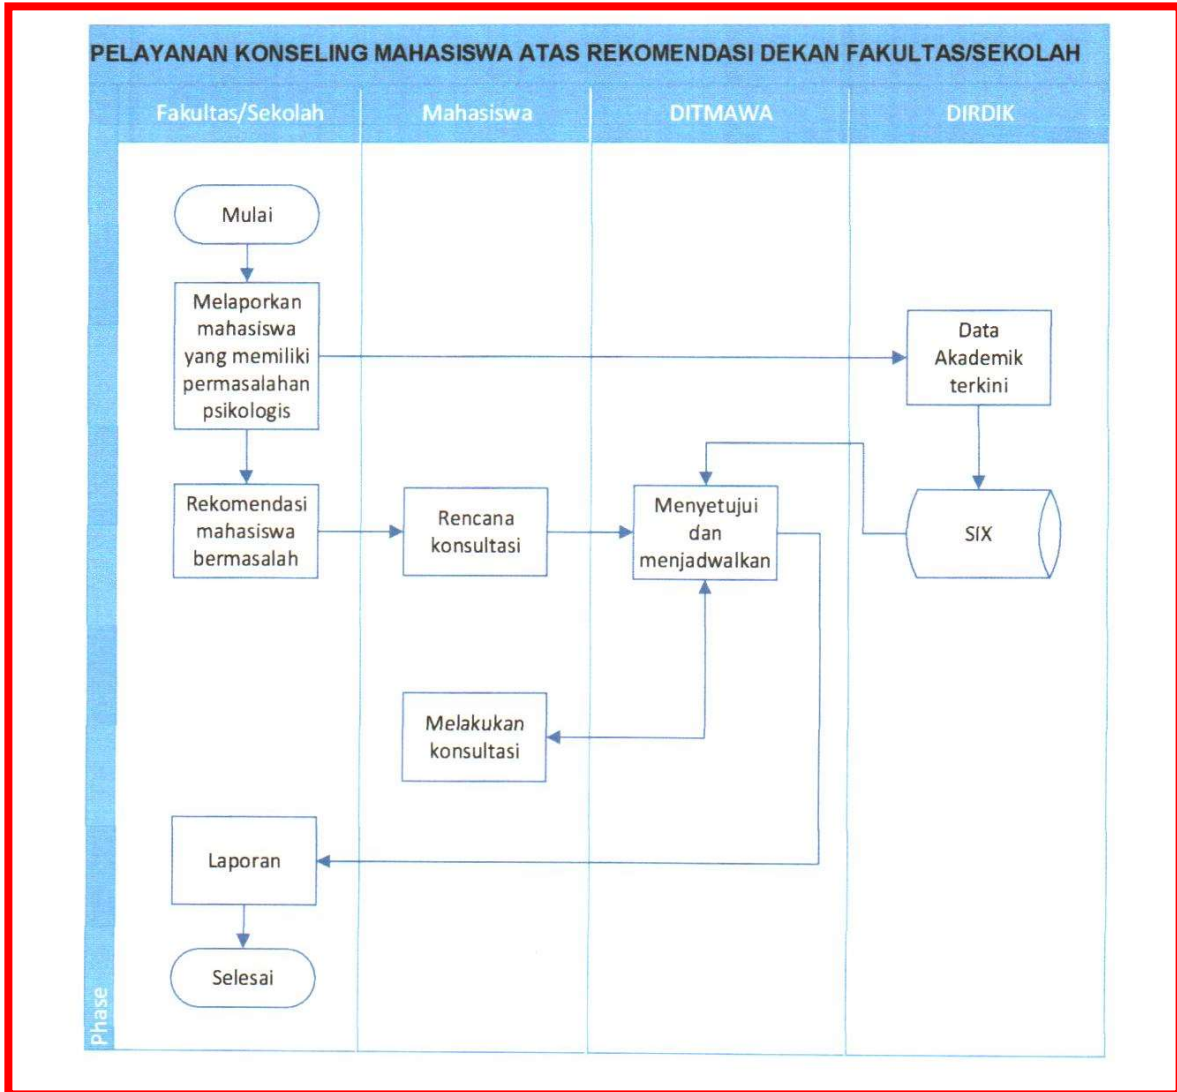 PELAYANAN KONSELING MAHASISWA ATAS REKOMENDASI DEKAN FAKULTAS/SEKOLAH
Fakultas/Sekolah
Mahasiswa
DITMAWA
DIRDIK
Mulai
Melaporkan
mahasiswa
yang memiliki
permasalahan
psikologis
Data
Akademik
terkini
Rekomendasi
mahasiswa
bermasalah
Rencana
konsultasi
Menyetujui
dan
menjadwalkan
SIX
Melakukan
konsultasi
Laporan
Selesai
Phase